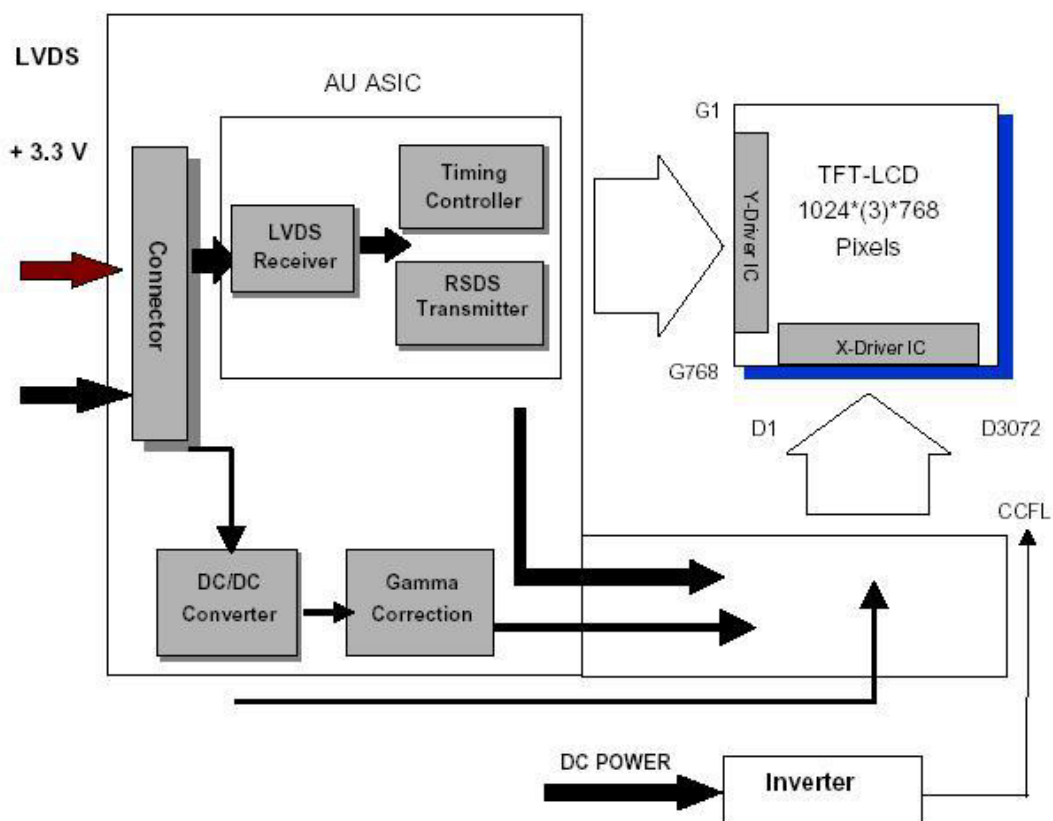 LVDS
+ 3.3 V
AU ASIC
Connector
LVDS
Receiver
Timing
Controller
RSDS
Transmitter
DC/DC
Converter
Gamma
Correction
G1
Y-Driver IC
TFT-LCD
1024*(3)*768
Pixels
X-Driver IC
G768
D1
D3072
CCFL
DC POWER
Inverter